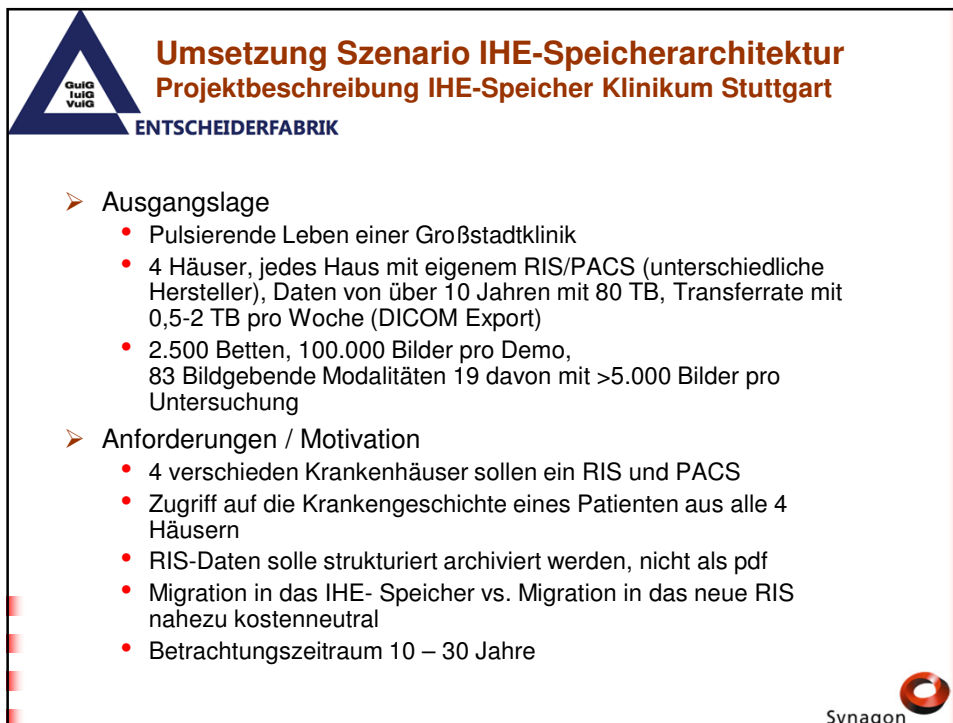 Umsetzung Szenario IHE-Speicherarchitektur
Projektbeschreibung IHE-Speicher Klinikum Stuttgart
GuIG
IuIG
VuIG
ENTSCHEIDERFABRIK
➢ Ausgangslage
• Pulsierende Leben einer Großstadtklinik
• 4 Häuser, jedes Haus mit eigenem RIS/PACS (unterschiedliche
Hersteller), Daten von über 10 Jahren mit 80 TB, Transferrate mit
0,5-2 TB pro Woche (DICOM Export)
• 2.500 Betten, 100.000 Bilder pro Demo,
83 Bildgebende Modalitäten 19 davon mit >5.000 Bilder pro
Untersuchung
➢ Anforderungen / Motivation
• 4 verschieden Krankenhäuser sollen ein RIS und PACS
• Zugriff auf die Krankengeschichte eines Patienten aus alle 4
Häusern
• RIS-Daten solle strukturiert archiviert werden, nicht als pdf
• Migration in das IHE- Speicher vs. Migration in das neue RIS
nahezu kostenneutral
• Betrachtungszeitraum 10 – 30 Jahre
Synagon